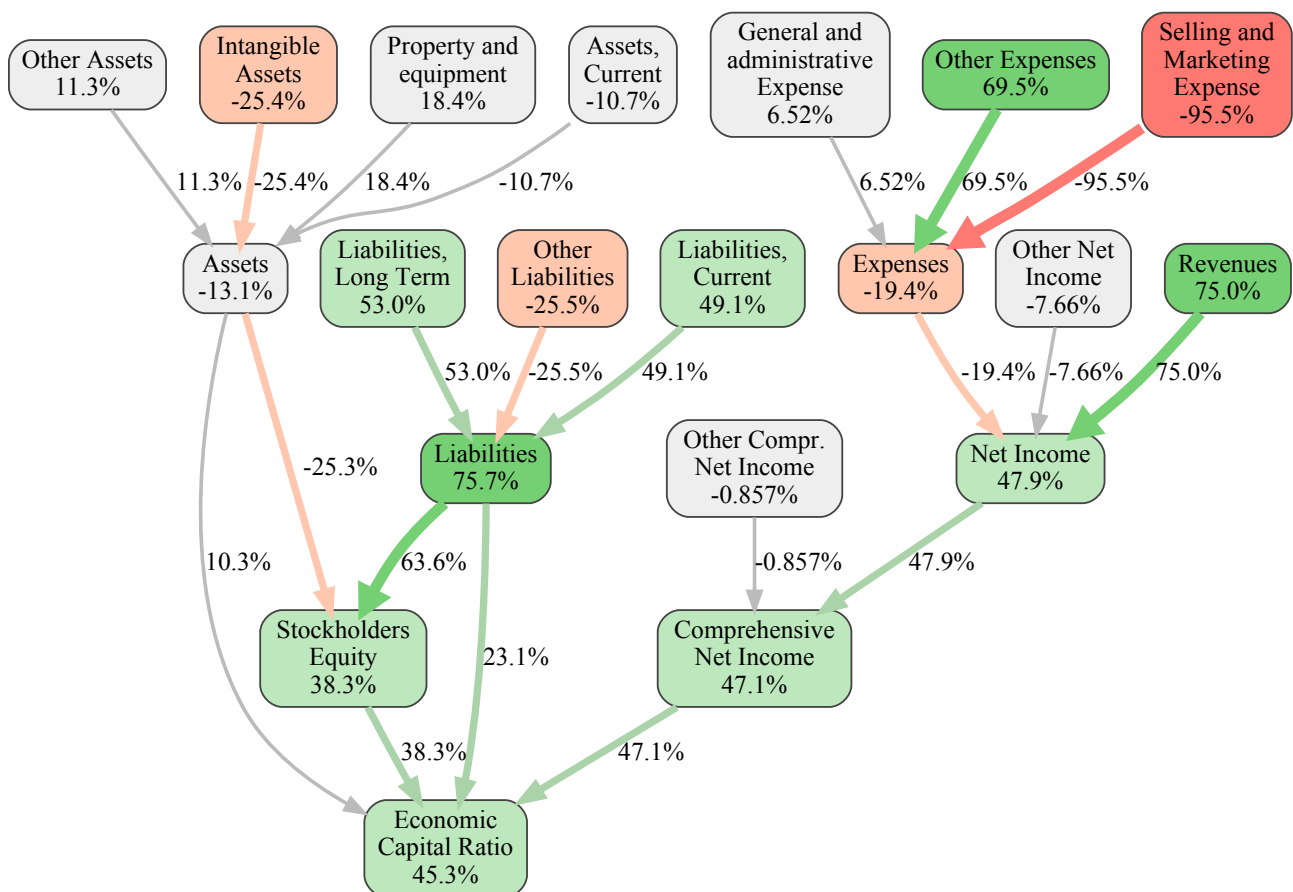 Other Assets
11.3%
Intangible
Assets
-25.4%
Property and
equipment
18.4%
Assets,
Current
-10.7%
General and
administrative
Expense
6.52%
Other Expenses
69.5%
Selling and
Marketing
Expense
-95.5%
11.3%
-25.4%
18.4%
-10.7%
6.52%
69.5%
-95.5%
Assets
-13.1%
Liabilities,
Long Term
53.0%
Other
Liabilities
-25.5%
Liabilities,
Current
49.1%
Expenses
-19.4%
Other Net
Income
-7.66%
Revenues
75.0%
53.0%
-25.5%
49.1%
-19.4%
-7.66%
75.0%
-25.3%
Liabilities
75.7%
Other Compr.
Net Income
-0.857%
Net Income
47.9%
10.3%
63.6%
-0.857%
47.9%
Stockholders
Equity
38.3%
23.1%
Comprehensive
Net Income
47.1%
38.3%
47.1%
Economic
Capital Ratio
45.3%